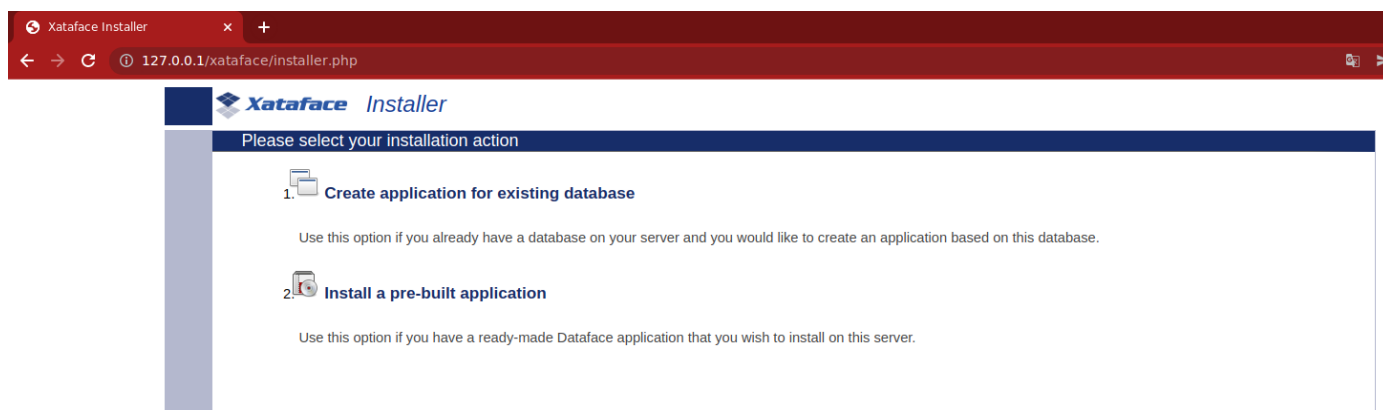 Xataface Installer
127.0.0.1/xataface/installer.php
Xataface Installer
Please select your installation action
1. Create application for existing database
Use this option if you already have a database on your server and you would like to create an application based on this database.
2. Install a pre-built application
Use this option if you have a ready-made Dataface application that you wish to install on this server.